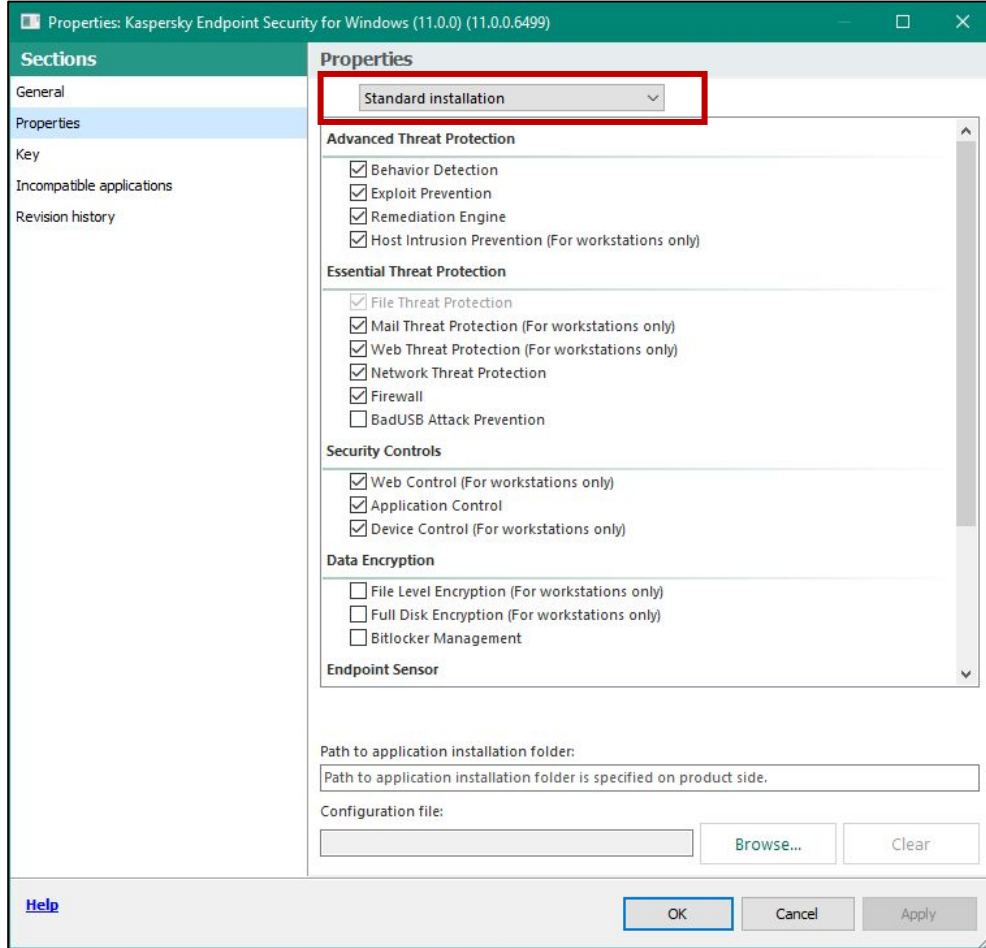 Properties: Kaspersky Endpoint Security for Windows (11.0.0) (11.0.0.6499)
Sections
General
Properties
Key
Incompatible applications
Revision history
Properties
Standard installation
Advanced Threat Protection
Behavior Detection
Exploit Prevention
Remediation Engine
Host Intrusion Prevention (For workstations only)
Essential Threat Protection
File Threat Protection
Mail Threat Protection (For workstations only)
Web Threat Protection (For workstations only)
Network Threat Protection
Firewall
BadUSB Attack Prevention
Security Controls
Web Control (For workstations only)
Application Control
Device Control (For workstations only)
Data Encryption
File Level Encryption (For workstations only)
Full Disk Encryption (For workstations only)
Bitlocker Management
Endpoint Sensor
Path to application installation folder:
Path to application installation folder is specified on product side.
Configuration file:
Browse... Clear
Help
OK Cancel Apply